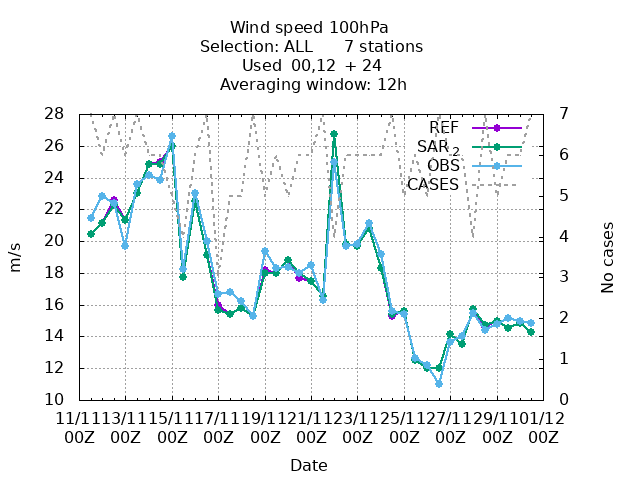 Wind speed 100hPa
Selection: ALL 7 stations
Used 00,12 + 24
Averaging window: 12h
28
26
24
22
20
18
16
14
12
10
m/s
7
6
5
4
3
2
1
0
No cases
REF
SAR_2
OBS
CASES
11/11 13/11 15/11 17/11 19/11 21/11 23/11 25/11 27/11 29/11 01/12
00Z 00Z 00Z 00Z 00Z 00Z 00Z 00Z 00Z 00Z 00Z
Date